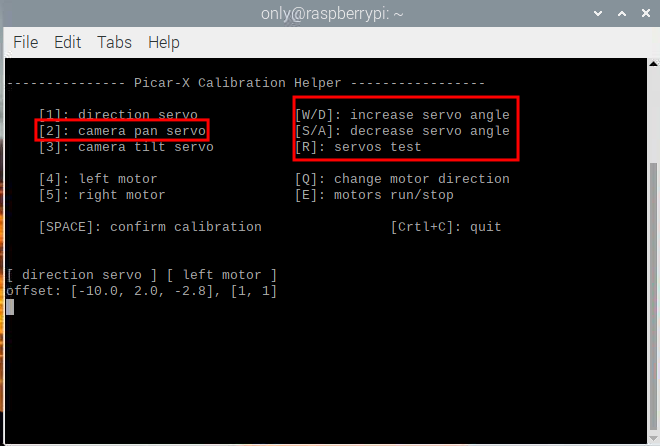 only@raspberrypi: ~
File Edit Tabs Help
--------------- Picar-X Calibration Helper -----------------
[1]: direction servo [W/D]: increase servo angle
[2]: camera pan servo [S/A]: decrease servo angle
[3]: camera tilt servo [R]: servos test
[4]: left motor [Q]: change motor direction
[5]: right motor [E]: motors run/stop
[SPACE]: confirm calibration [Crtl+C]: quit
[ direction servo ] [ left motor ]
offset: [-10.0, 2.0, -2.8], [1, 1]